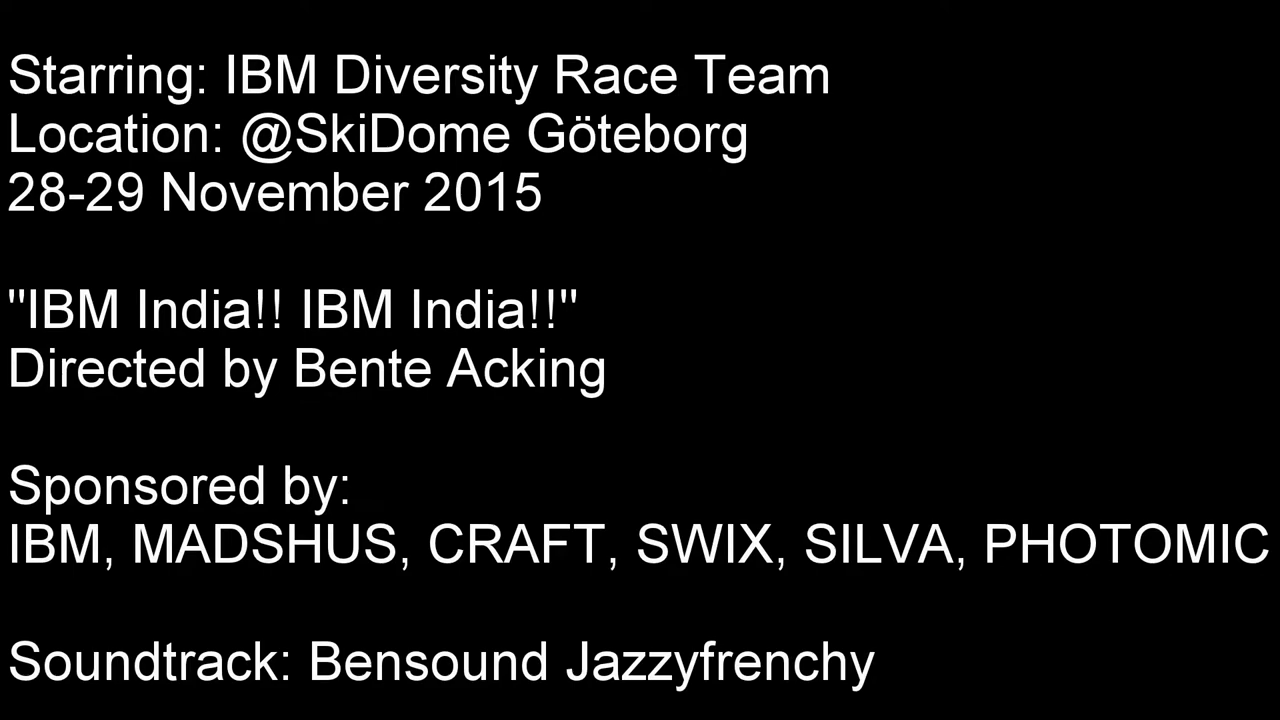 Starring: IBM Diversity Race Team
Location: @SkiDome Göteborg
28-29 November 2015
"IBM India!! IBM India!!"
Directed by Bente Acking
Sponsored by:
IBM, MADSHUS, CRAFT, SWIX, SILVA, PHOTOMIC
Soundtrack: Bensound Jazzyfrenchy